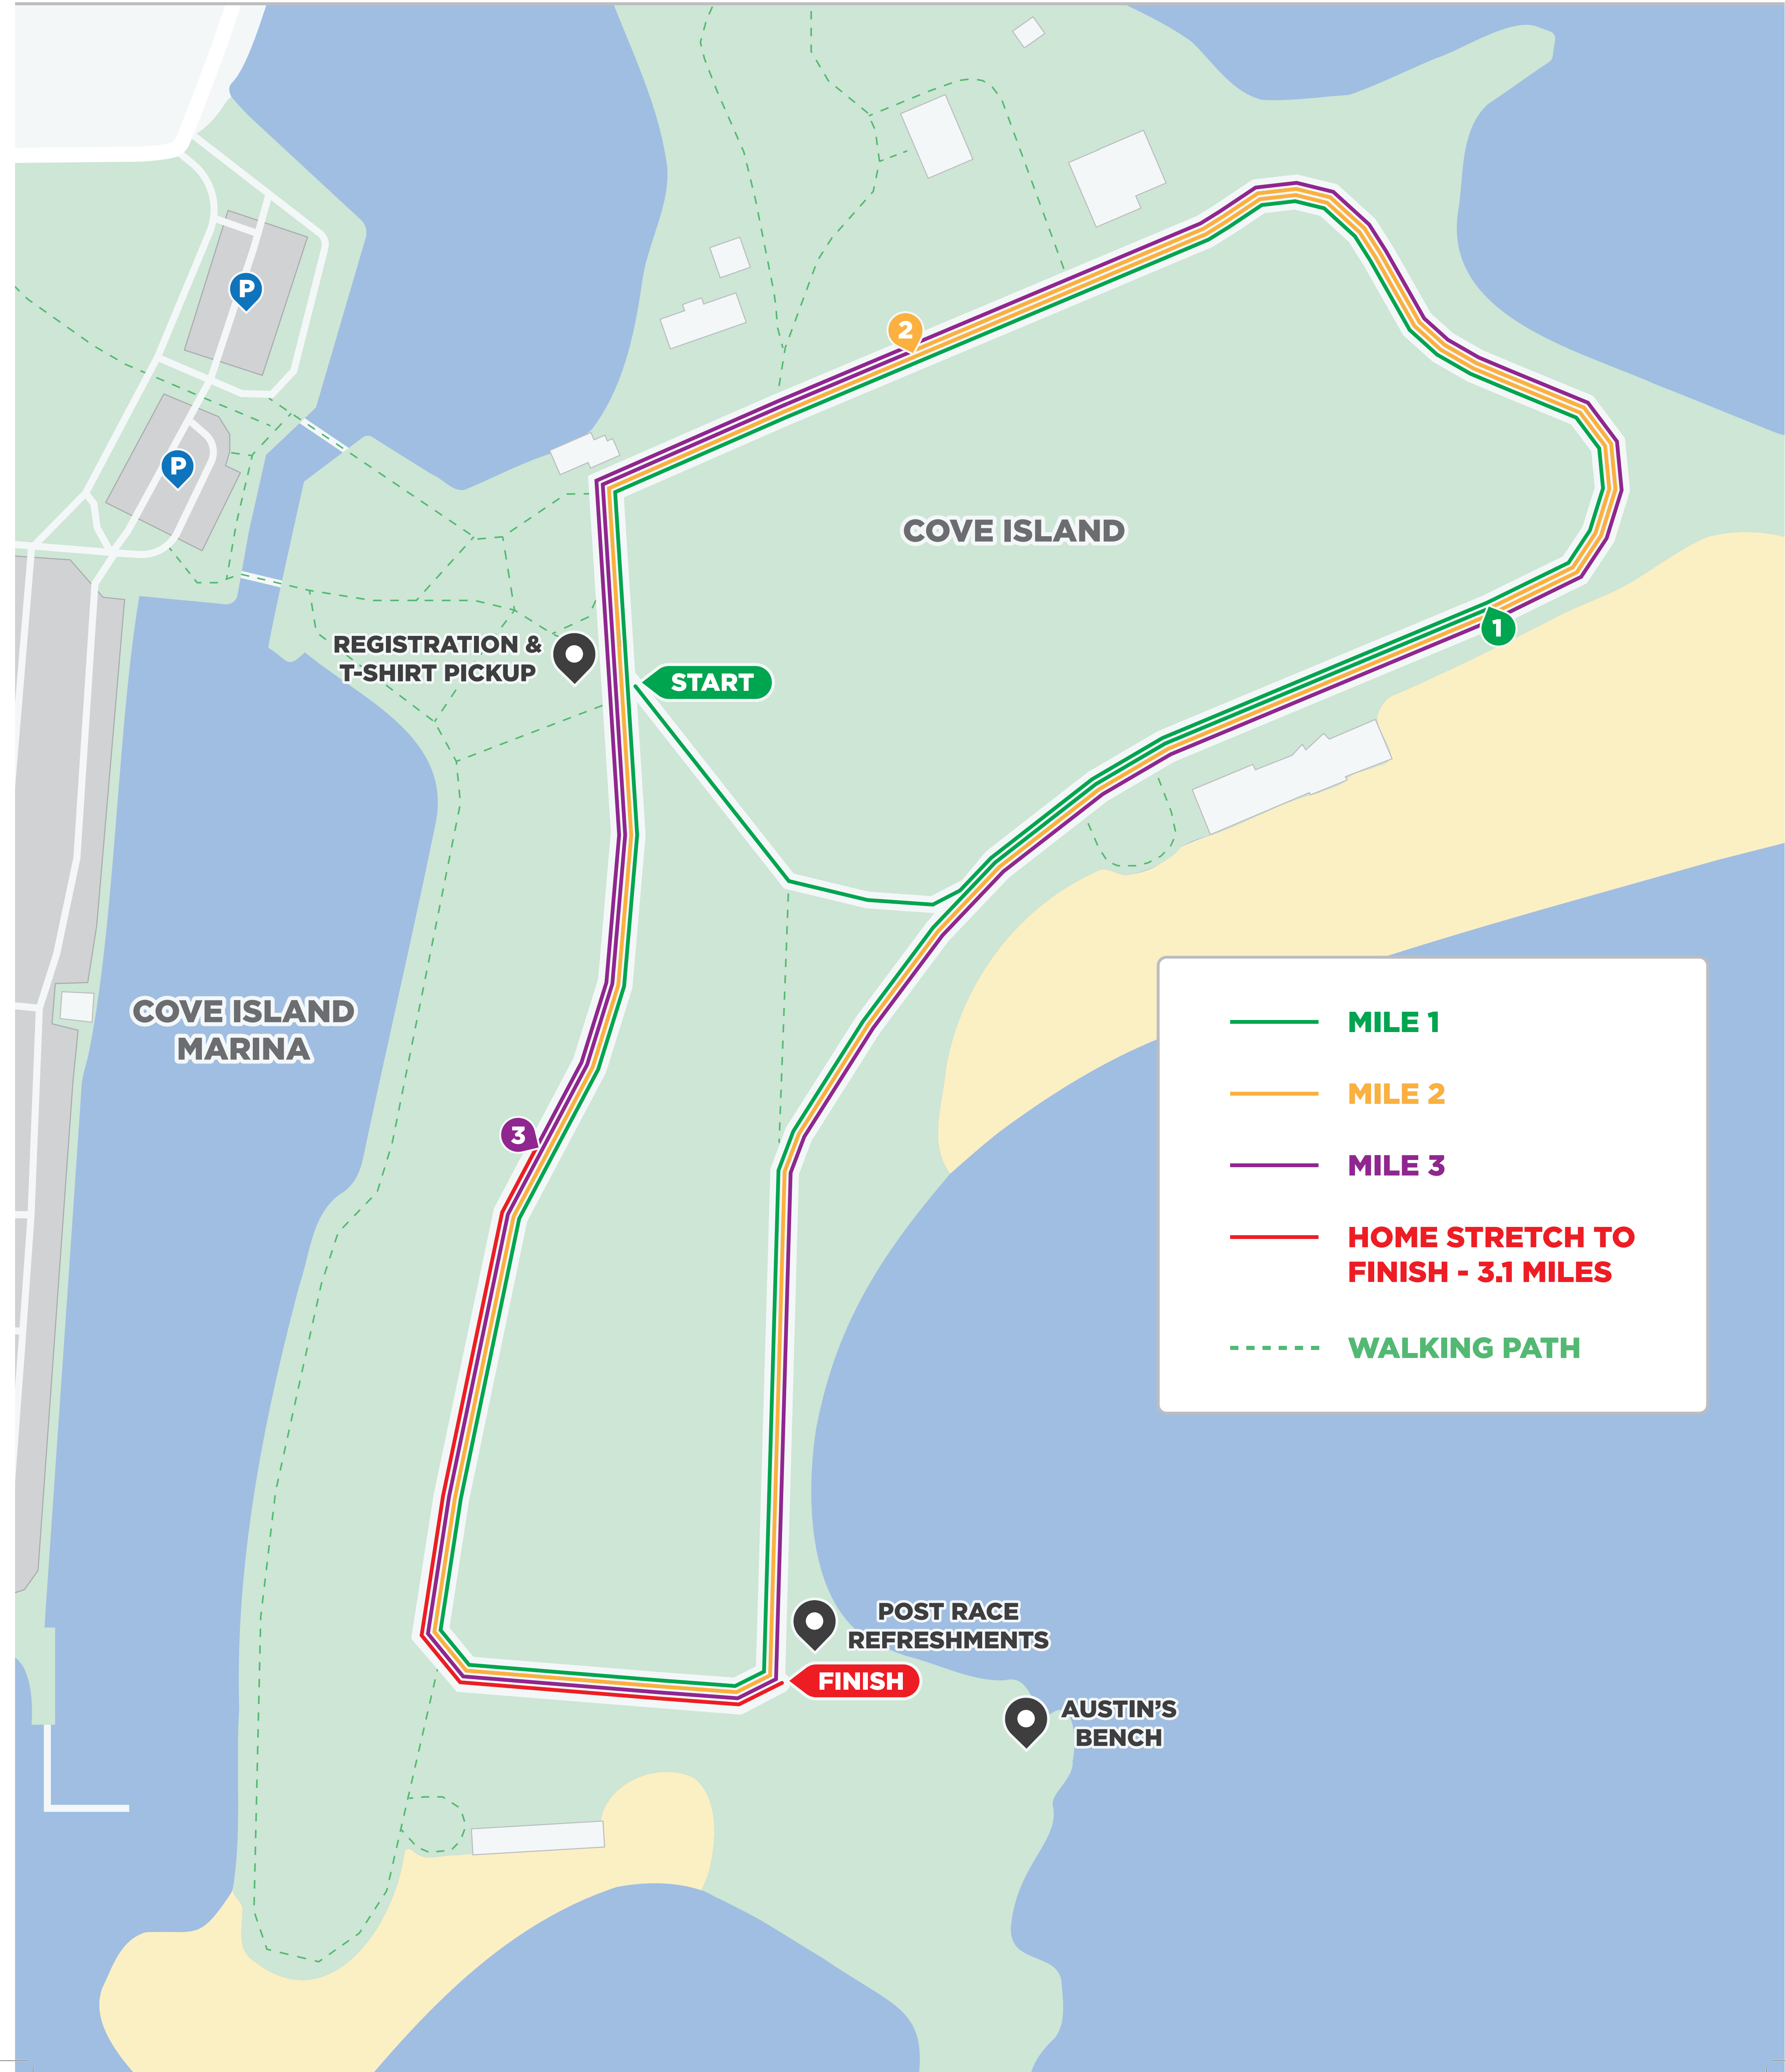 P
2
P
COVE ISLAND
1
REGISTRATION &
T-SHIRT PICKUP
START
COVE ISLAND
MARINA
3
MILE 1
MILE 2
MILE 3
HOME STRETCH TO
FINISH - 3.1 MILES
WALKING PATH
POST RACE
REFRESHMENTS
FINISH
AUSTIN'S
BENCH